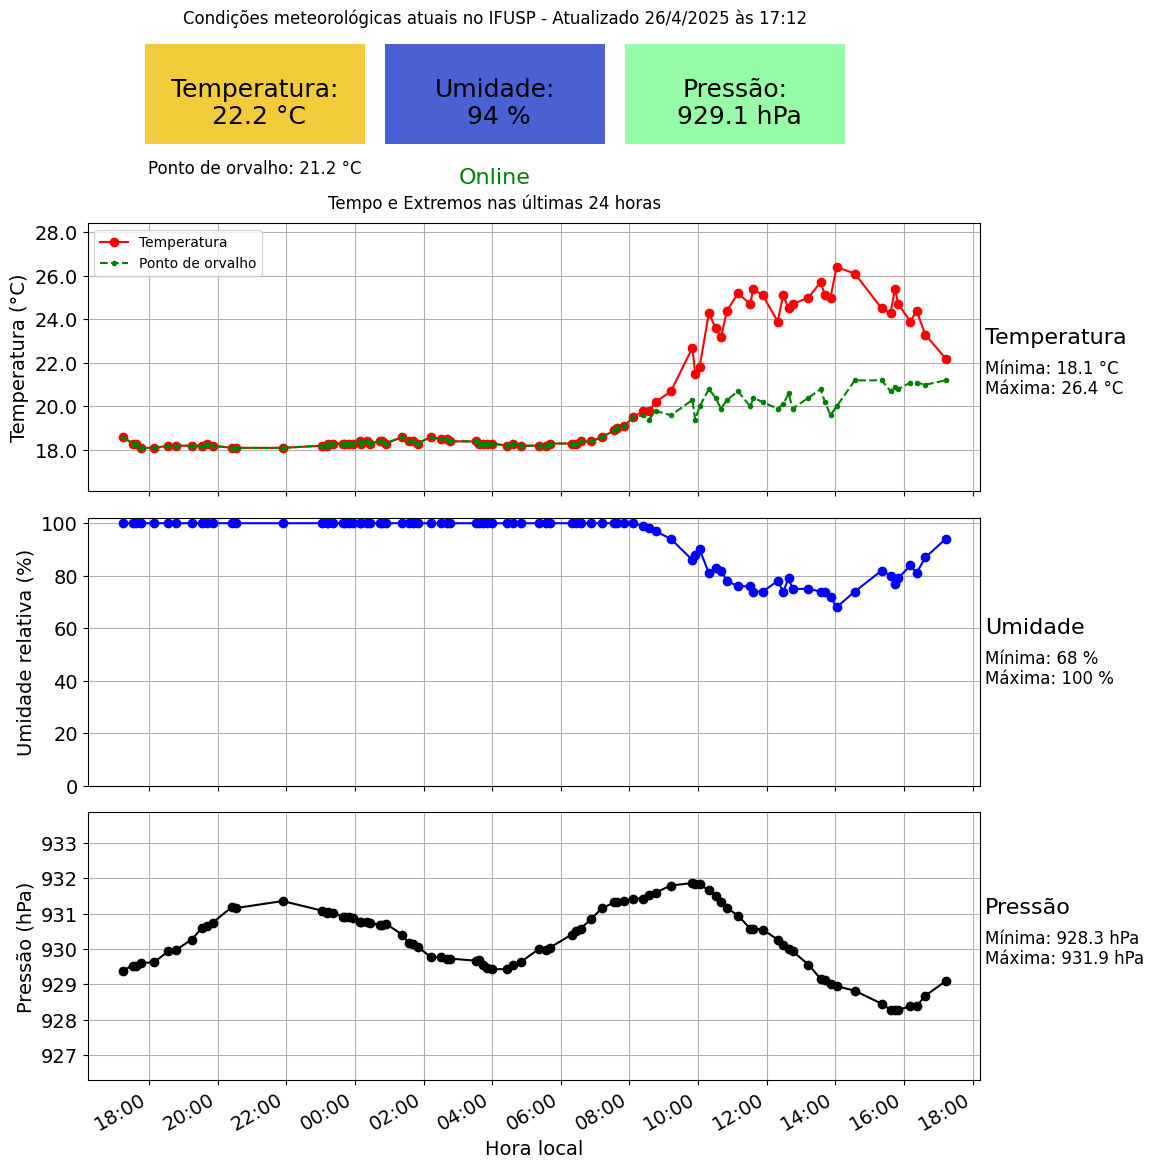 Condições meteorológicas atuais no IFUSP - Atualizado 26/4/2025 às 17:12
Temperatura:
22.2 °C
Umidade:
94 %
Pressão:
929.1 hPa
Ponto de orvalho: 21.2 °C
Online
Tempo e Extremos nas últimas 24 horas
Temperatura (°C)
28.0
26.0
24.0
22.0
20.0
18.0
Temperatura
Ponto de orvalho
Temperatura
Mínima: 18.1 °C
Máxima: 26.4 °C
Umidade relativa (%)
100
80
60
40
20
0
Umidade
Mínima: 68 %
Máxima: 100 %
Pressão (hPa)
933
932
931
930
929
928
927
Pressão
Mínima: 928.3 hPa
Máxima: 931.9 hPa
18:00 20:00 22:00 00:00 02:00 04:00 06:00 08:00 10:00 12:00 14:00 16:00 18:00
Hora local